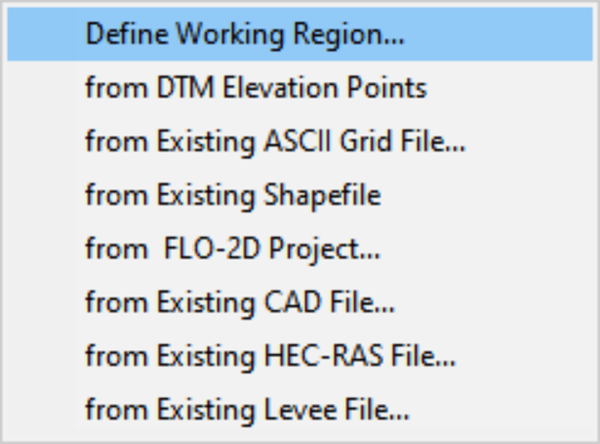 Define Working Region...
from DTM Elevation Points
from Existing ASCII Grid File...
from Existing Shapefile
from  FLO-2D Project...
from Existing CAD File...
from Existing HEC-RAS File...
from Existing Levee File...